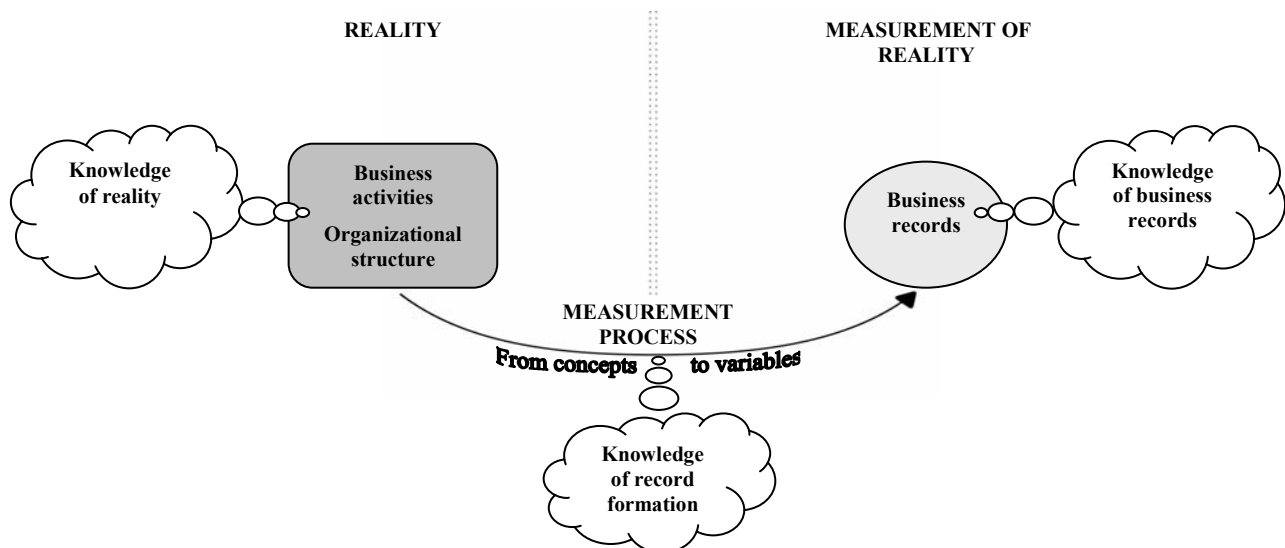 REALITY
MEASUREMENT OF
REALITY
Knowledge
of reality
Business
activities
Organizational
structure
Business
records
Knowledge
of business
records
MEASUREMENT
PROCESS
From concepts to variables
Knowledge
of record
formation